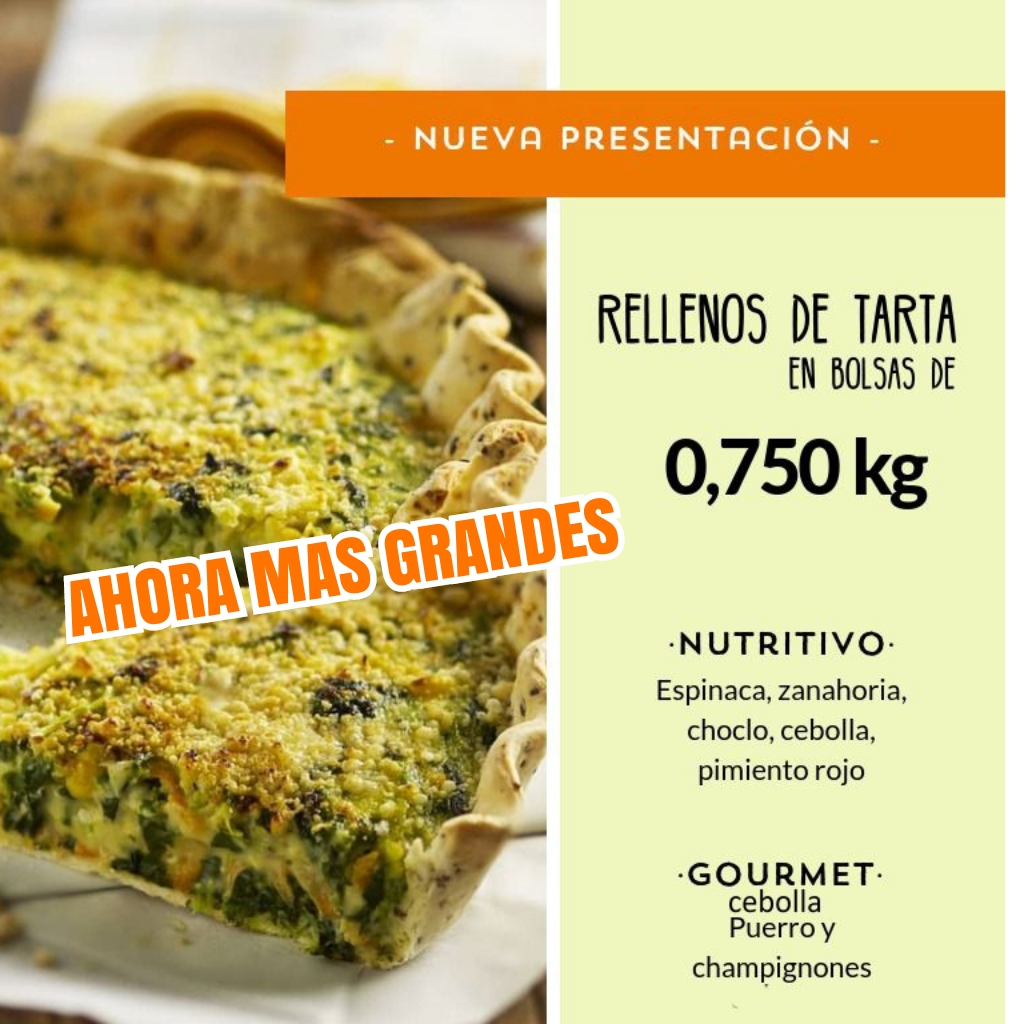 - NUEVA PRESENTACIÓN -
RELLENOS DE TARTA
EN BOLSAS DE
0,750 kg
AHORA MAS GRANDES
·NUTRITIVO·
Espinaca, zanahoria,
choclo, cebolla,
pimiento rojo
·GOURMET·
cebolla
Puerro y
champignones